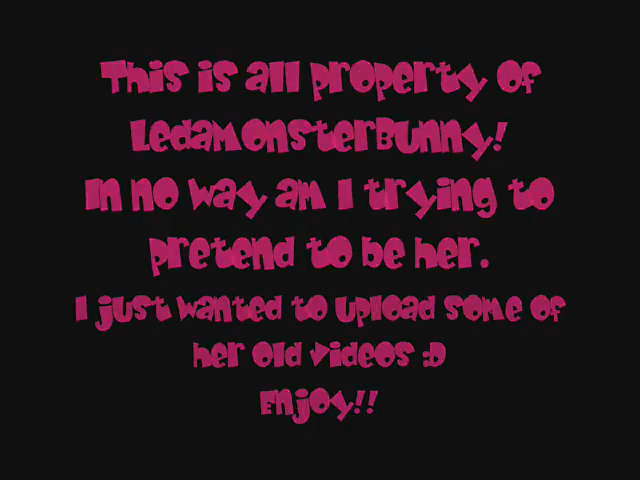 This is all property of
LedaMonsterBunny!
In no way am I trying to
pretend to be her.
I just wanted to upload some of
her old videos :D
Enjoy!!